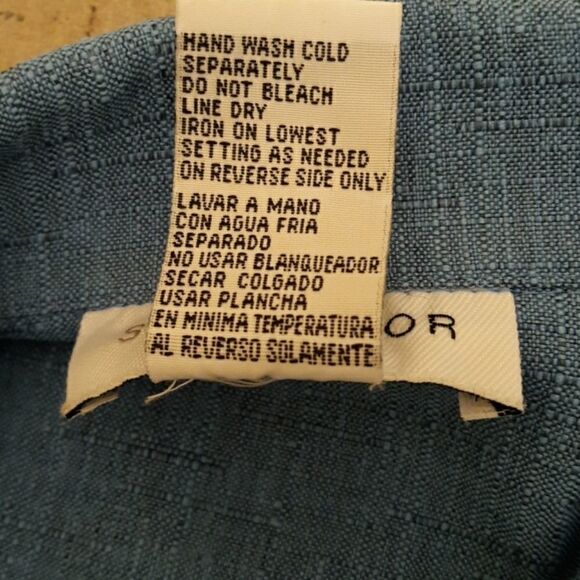 HAND WASH COLD
SEPARATELY
DO NOT BLEACH
LINE DRY
IRON ON LOWEST
SETTING AS NEEDED
ON REVERSE SIDE ONLY
LAVAR A MANO
CON AGUA FRIA
SEPARADO
NO USAR BLANQUEADOR
SECAR COLGADO
USAR PLANCHA
EN MINIMA TEMPERATURA
AL REVERSO SOLAMENTE